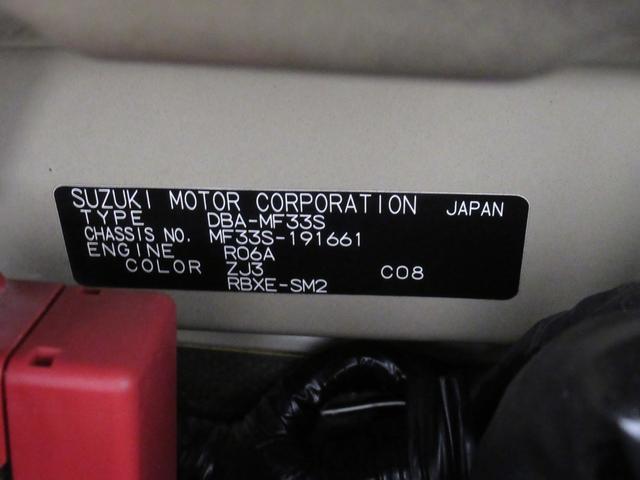 SUZUKI MOTOR CORPORATION JAPAN
TYPE DBA-MF33S
CHASSIS NO. MF33S-191661
ENGINE R06A
COLOR ZJ3 C08
RBXE-SM2